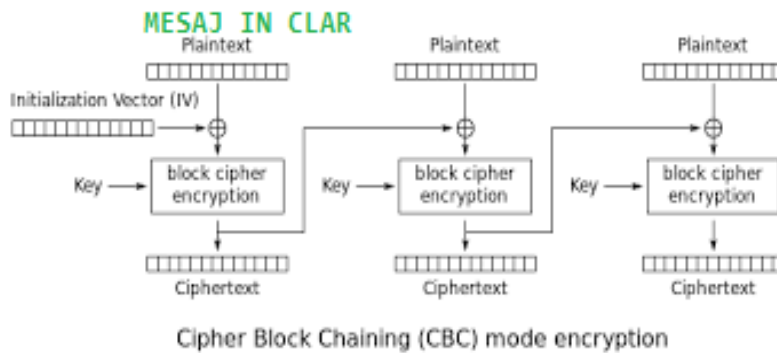 MESAJ IN CLAR
Plaintext Plaintext Plaintext
Initialization Vector (IV)
Key block cipher encryption Key block cipher encryption Key block cipher encryption
Ciphertext Ciphertext Ciphertext
Cipher Block Chaining (CBC) mode encryption